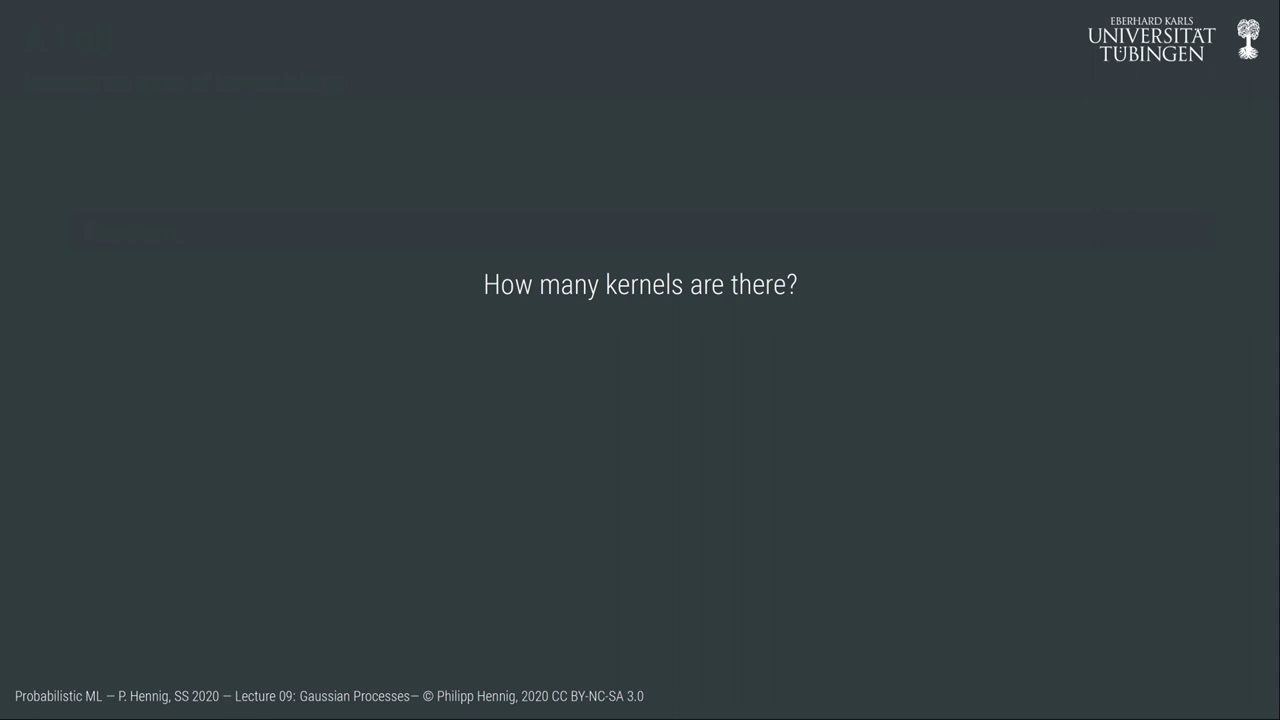 EBERHARD KARLS
UNIVERSITÄT
TÜBINGEN
How many kernels are there?
Probabilistic ML — P. Hennig, SS 2020 — Lecture 09: Gaussian Processes— © Philipp Hennig, 2020 CC BY-NC-SA 3.0